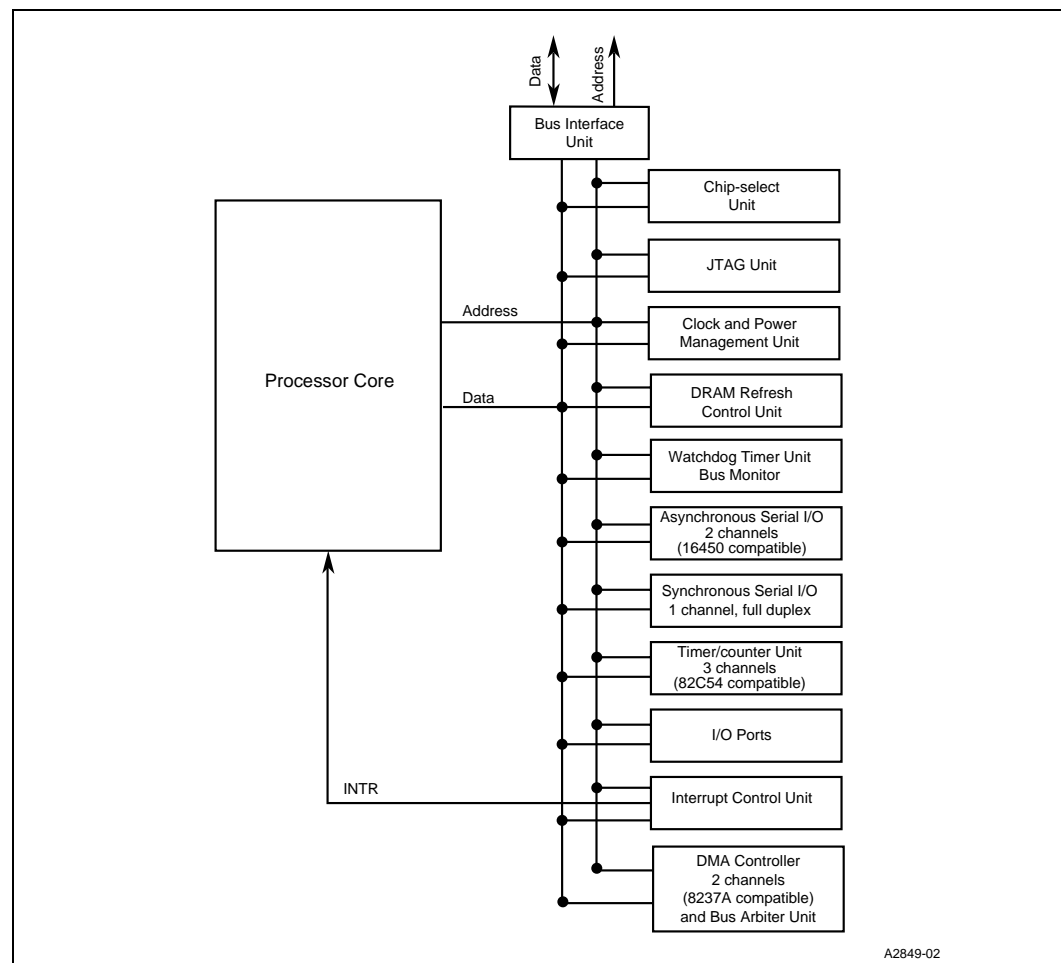 Data
Address
Bus Interface
Unit
Chip-select
Unit
JTAG Unit
Address
Clock and Power
Management Unit
Processor Core
Data
DRAM Refresh
Control Unit
Watchdog Timer Unit
Bus Monitor
Asynchronous Serial I/O
2 channels
(16450 compatible)
Synchronous Serial I/O
1 channel, full duplex
Timer/counter Unit
3 channels
(82C54 compatible)
I/O Ports
INTR
Interrupt Control Unit
DMA Controller
2 channels
(8237A compatible)
and Bus Arbiter Unit
A2849-02